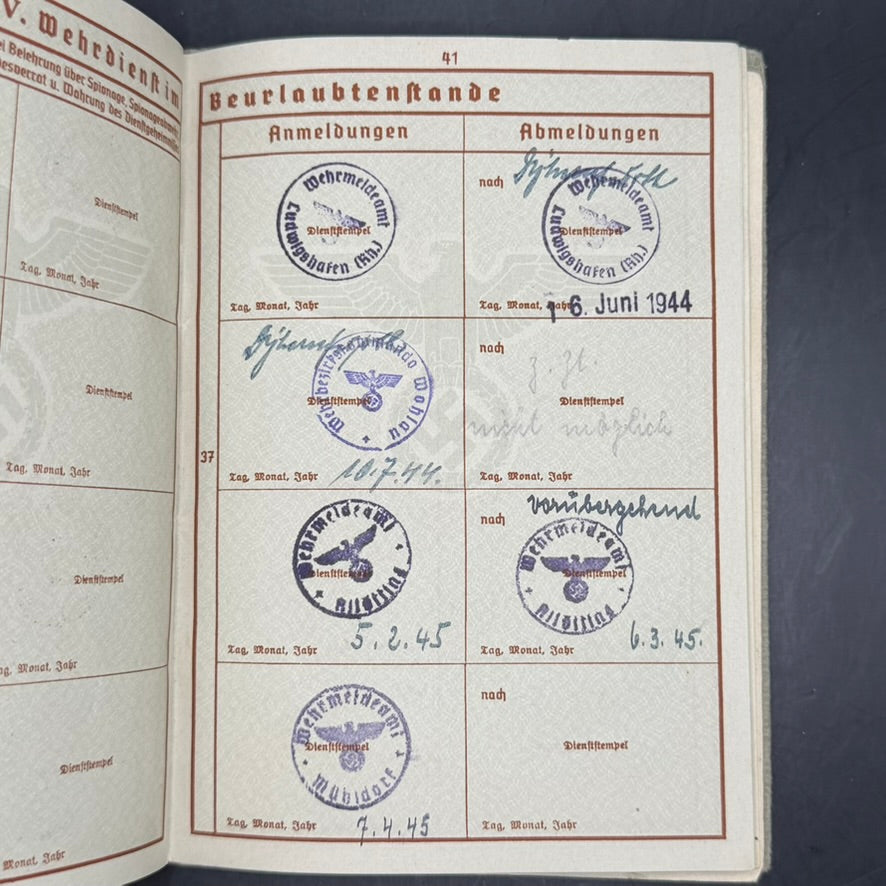 V. Wehrdienst im
bei Belehrung über Spionage, Spionageabwehr
Landesverrat u. Wahrung des Dienstgeheimnisses
Dienststempel
Tag, Monat, Jahr
Dienststempel
Tag, Monat, Jahr
Dienststempel
Tag, Monat, Jahr
Dienststempel
Monat, Jahr
41
Beurlaubtenstande
Anmeldungen
Abmeldungen
Wehrmeldeamt
Ludwigshafen (Rh.)
Dienststempel
Tag, Monat, Jahr
nach
Wehrmeldeamt
Ludwigshafen (Rh.)
Dienststempel
Tag, Monat, Jahr
16. Juni 1944
37
Wehrbezirkskommando Wohlau
Dienststempel
Tag, Monat, Jahr 10.7.44.
nach
z. Zt
Dienststempel
nicht möglich
Tag, Monat, Jahr
Wehrmeldeamt
Altötting
Dienststempel
Tag, Monat, Jahr 5.2.45
nach vorübergehend
Wehrmeldeamt
Altötting
Dienststempel
Tag, Monat, Jahr 6.3.45.
Wehrmeldeamt
Mühldorf
Dienststempel
Tag, Monat, Jahr 7.4.45
nach
Dienststempel
Tag, Monat, Jahr